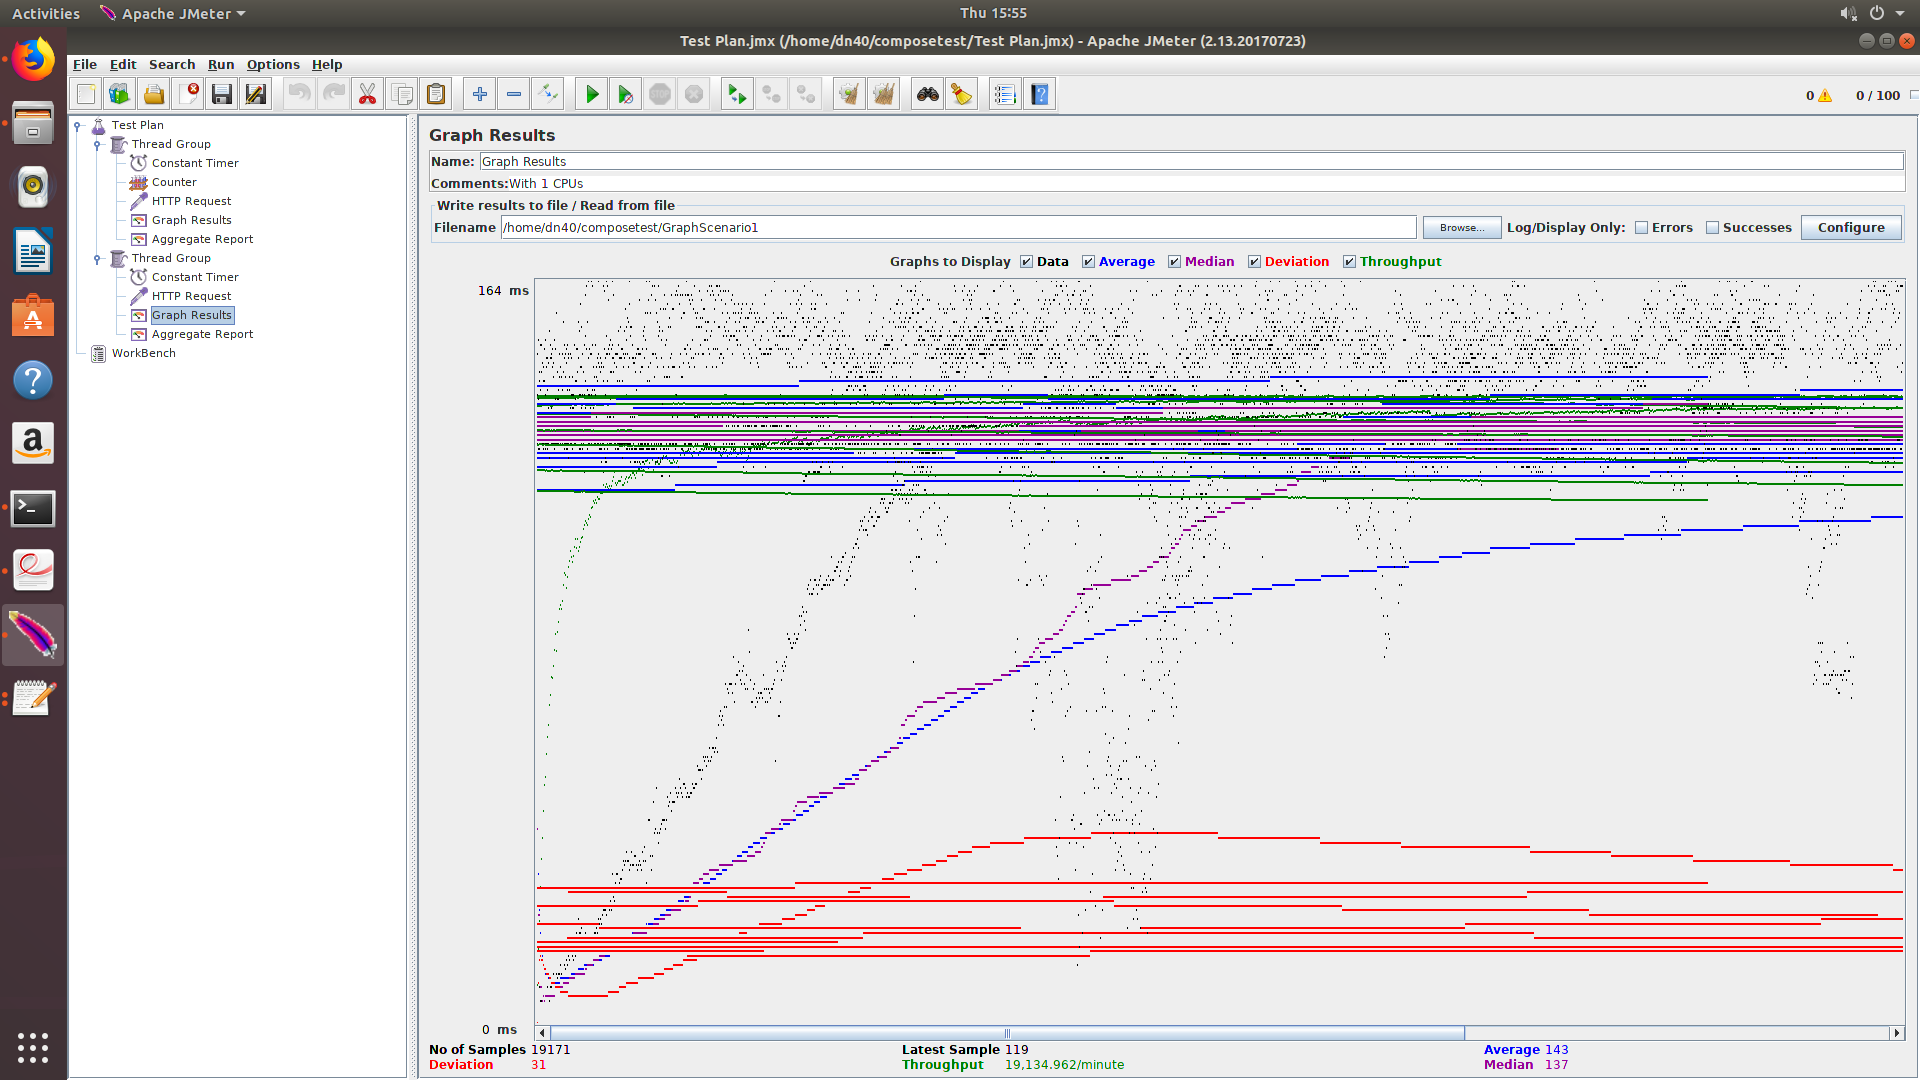 Activities Apache JMeter Thu 15:55
Test Plan.jmx (/home/dn40/composetest/Test Plan.jmx) - Apache JMeter (2.13.20170723)
File Edit Search Run Options Help
0 0 / 100
Test Plan
Thread Group
Constant Timer
Counter
HTTP Request
Graph Results
Aggregate Report
Thread Group
Constant Timer
HTTP Request
Graph Results
Aggregate Report
WorkBench
Graph Results
Name: Graph Results
Comments: With 1 CPUs
Write results to file / Read from file
Filename /home/dn40/composetest/GraphScenario1 Browse... Log/Display Only: Errors Successes Configure
Graphs to Display Data Average Median Deviation Throughput
164 ms
0 ms
No of Samples 19171 Latest Sample 119 Average 143
Deviation 31 Throughput 19,134.962/minute Median 137